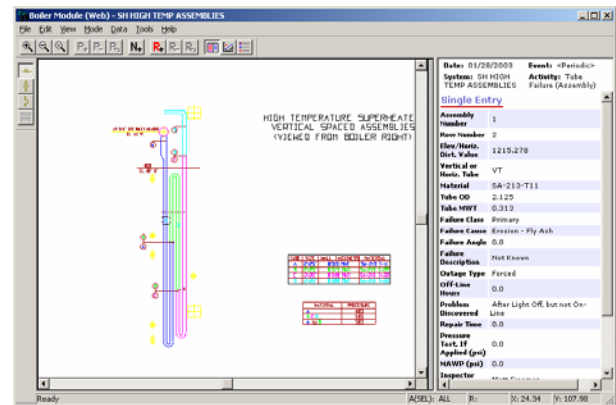 Boiler Module (Web) - SH HIGH TEMP ASSEMBLIES
File Edit View Mode Data Tools Help
HIGH TEMPERATURE SUPERHEATE
VERTICAL SPACED ASSEMBLIES
(VIEWED FROM BOILER RIGHT)
MATERIAL PRESSURE
Date: 01/28/2003 Event: <Periodic>
System: SH HIGH TEMP ASSEMBLIES Activity: Tube Failure (Assembly)
Single Entry
Assembly Number 1
Row Number 2
Elev/Horiz. Dist. Value 1215.278
Vertical or Horiz. Tube VT
Material SA-213-T11
Tube OD 2.125
Tube MWT 0.313
Failure Class Primary
Failure Cause Erosion - Fly Ash
Failure Angle 0.0
Failure Description Not Known
Outage Type Forced
Off-Line Hours 0.0
Problem Discovered After Light Off, but not On-Line
Repair Time 0.0
Pressure Test, If Applied (psi) 0.0
MAWP (psi) 0.0
Inspector
Ready A(SEL): ALL R: X: 24.34 Y: 107.98